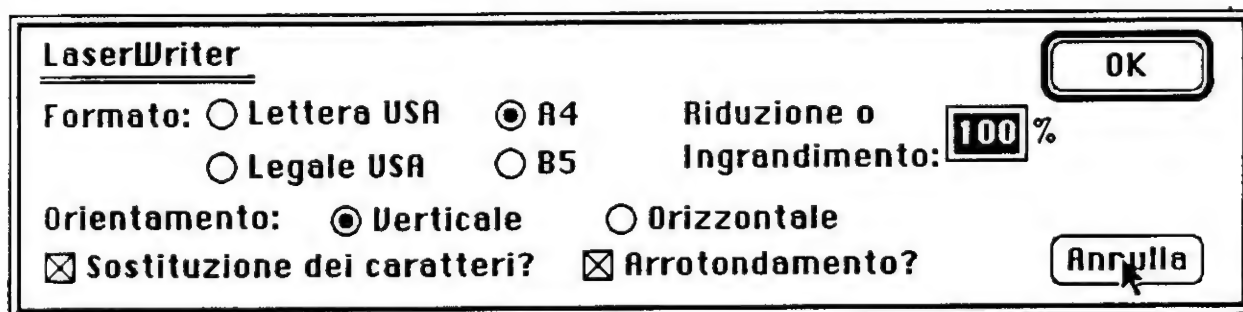 LaserWriter
OK
Formato: Lettera USA A4
Riduzione o
Ingrandimento: 100 %
Legale USA B5
Orientamento: Verticale Orizzontale
Sostituzione dei caratteri? Arrotondamento?
Annulla